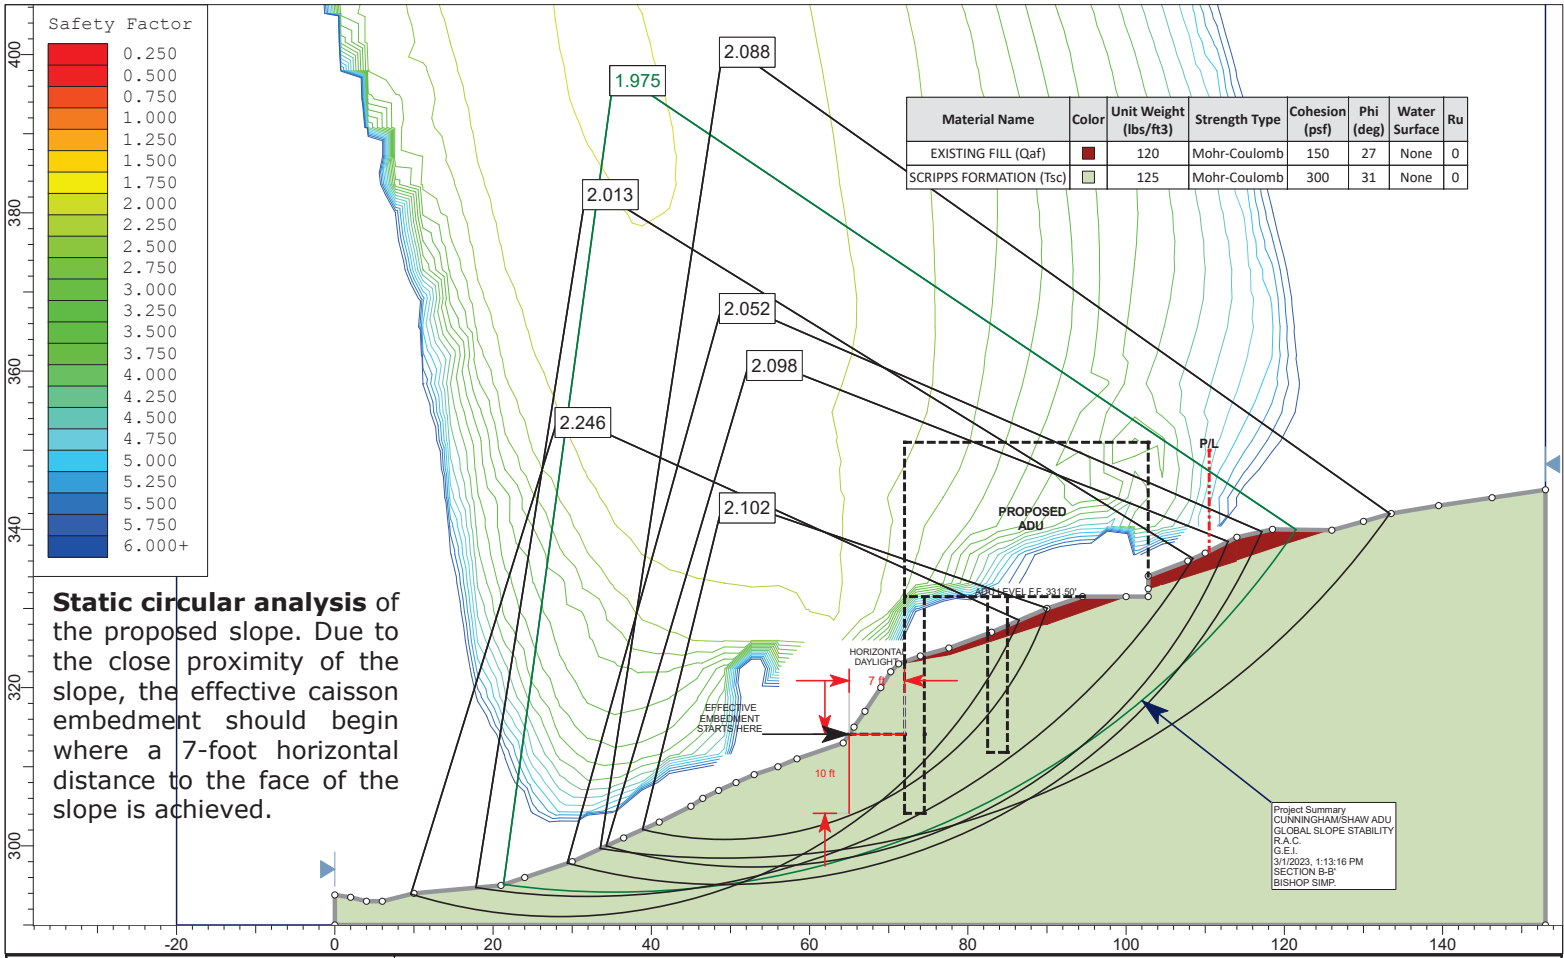 Safety Factor
0.250
0.500
0.750
1.000
1.250
1.500
1.750
2.000
2.250
2.500
2.750
3.000
3.250
3.500
3.750
4.000
4.250
4.500
4.750
5.000
5.250
5.500
5.750
6.000+
400
380
360
340
320
300
2.088
1.975
2.013
2.052
2.098
2.246
2.102
Material Name Color Unit Weight (lbs/ft3) Strength Type Cohesion (psf) Phi (deg) Water Surface Ru
EXISTING FILL (Qaf) 120 Mohr-Coulomb 150 27 None 0
SCRIPPS FORMATION (Tsc) 125 Mohr-Coulomb 300 31 None 0
P/L
PROPOSED
ADU
ADU LEVEL F.F. 331.50'
HORIZONTAL
DAYLIGHT
7 ft
EFFECTIVE
EMBEDMENT
STARTS HERE
10 ft
Static circular analysis of
the proposed slope. Due to
the close proximity of the
slope, the effective caisson
embedment should begin
where a 7-foot horizontal
distance to the face of the
slope is achieved.
Project Summary
CUNNINGHAM/SHAW ADU
GLOBAL SLOPE STABILITY
R.A.C.
G.E.I.
3/1/2023, 1:13:16 PM
SECTION B-B'
BISHOP SIMP.
-20 0 20 40 60 80 100 120 140